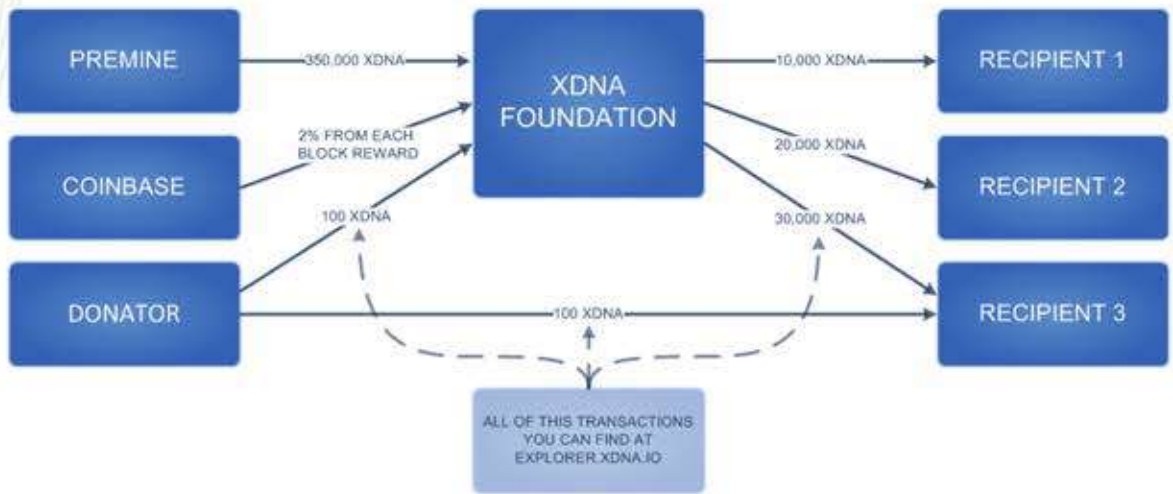 PREMINE
350,000 XDNA
XDNA
FOUNDATION
10,000 XDNA
RECIPIENT 1
2% FROM EACH
BLOCK REWARD
COINBASE
20,000 XDNA
RECIPIENT 2
100 XDNA
30,000 XDNA
DONATOR
100 XDNA
RECIPIENT 3
ALL OF THIS TRANSACTIONS
YOU CAN FIND AT
EXPLORER.XDNA.IO